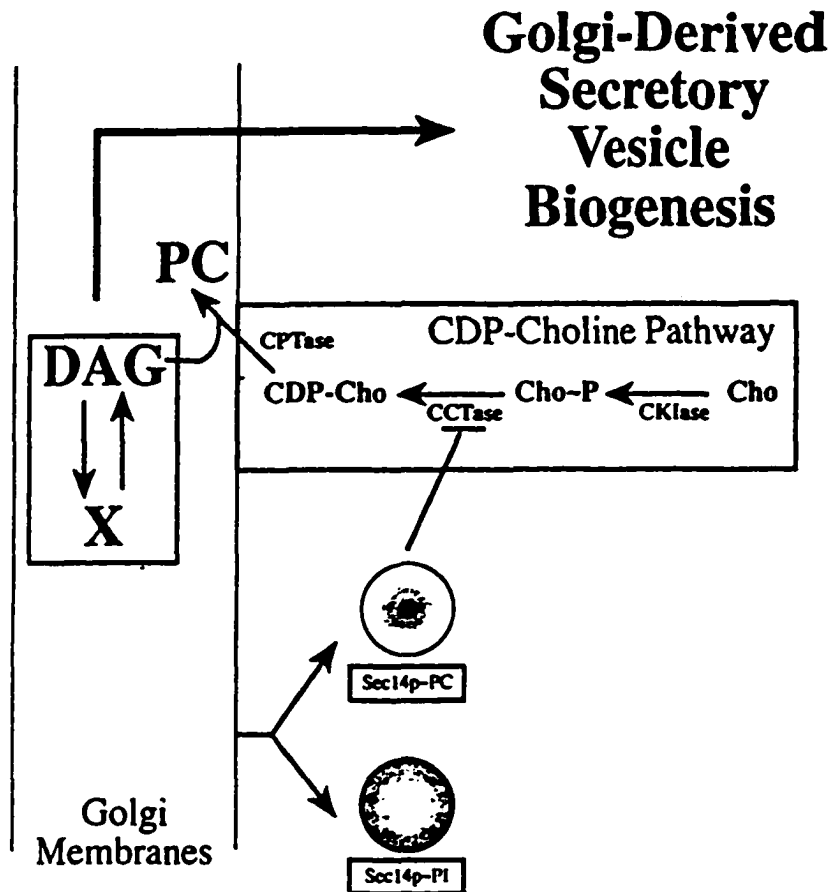 Golgi-Derived
Secretory
Vesicle
Biogenesis
PC
CDP-Choline Pathway
CPTase
DAG
CDP-Cho
Cho~P
Cho
CCTase
CKIase
X
Sec14p-PC
Golgi
Membranes
Sec14p-PI